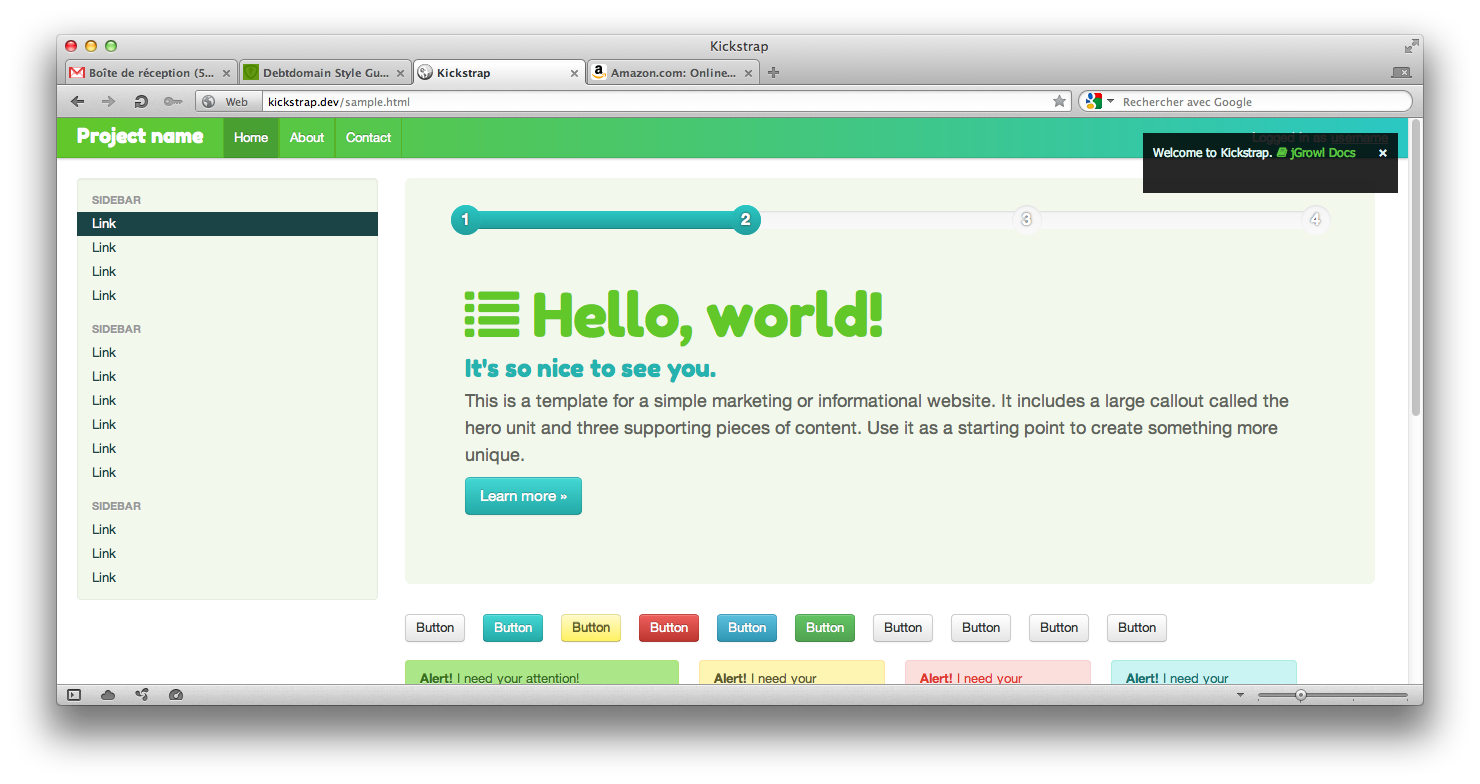 Kickstrap
Boîte de réception (5...
Debtdomain Style Gu...
Kickstrap
Amazon.com: Online...
Web
kickstrap.dev/sample.html
Rechercher avec Google
Project name
Home
About
Contact
Logged in as username
Welcome to Kickstrap. jGrowl Docs ×
SIDEBAR
Link
Link
Link
Link
SIDEBAR
Link
Link
Link
Link
Link
Link
SIDEBAR
Link
Link
Link
1 2 3 4
Hello, world!
It's so nice to see you.
This is a template for a simple marketing or informational website. It includes a large callout called the
hero unit and three supporting pieces of content. Use it as a starting point to create something more
unique.
Learn more »
Button Button Button Button Button Button Button Button Button Button
Alert! I need your attention!
Alert! I need your
Alert! I need your
Alert! I need your